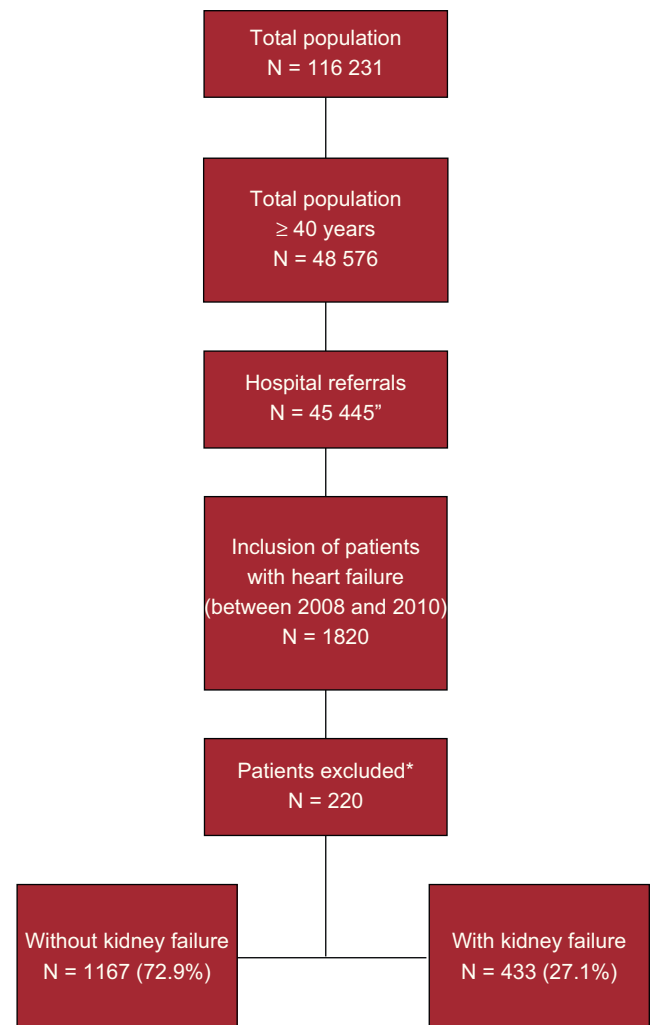 Total population
N = 116 231
Total population
≥ 40 years
N = 48 576
Hospital referrals
N = 45 445”
Inclusion of patients
with heart failure
(between 2008 and 2010)
N = 1820
Patients excluded*
N = 220
Without kidney failure
N = 1167 (72.9%)
With kidney failure
N = 433 (27.1%)